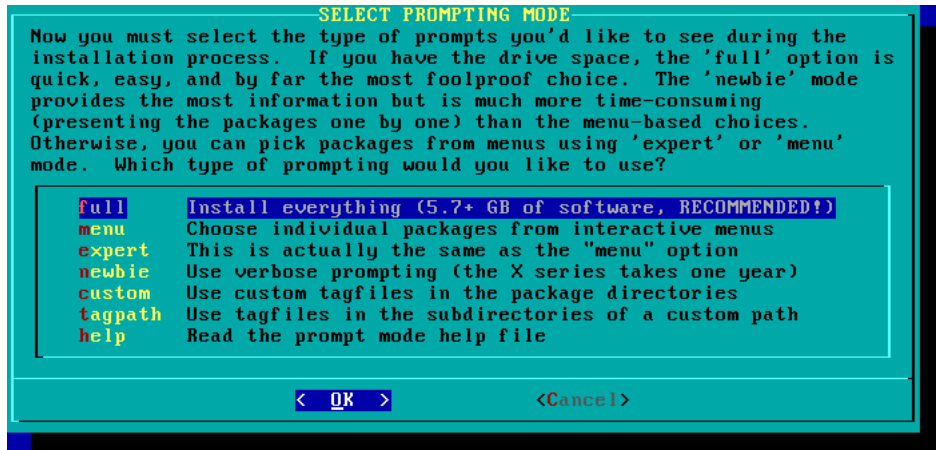 SELECT PROMPTING MODE
Now you must select the type of prompts you'd like to see during the
installation process.  If you have the drive space, the 'full' option is
quick, easy, and by far the most foolproof choice.  The 'newbie' mode
provides the most information but is much more time-consuming
(presenting the packages one by one) than the menu-based choices.
Otherwise, you can pick packages from menus using 'expert' or 'menu'
mode.  Which type of prompting would you like to use?
full     Install everything (5.7+ GB of software, RECOMMENDED!)
menu     Choose individual packages from interactive menus
expert   This is actually the same as the "menu" option
newbie   Use verbose prompting (the X series takes one year)
custom   Use custom tagfiles in the package directories
tagpath  Use tagfiles in the subdirectories of a custom path
help     Read the prompt mode help file
<  OK  >             <Cancel>